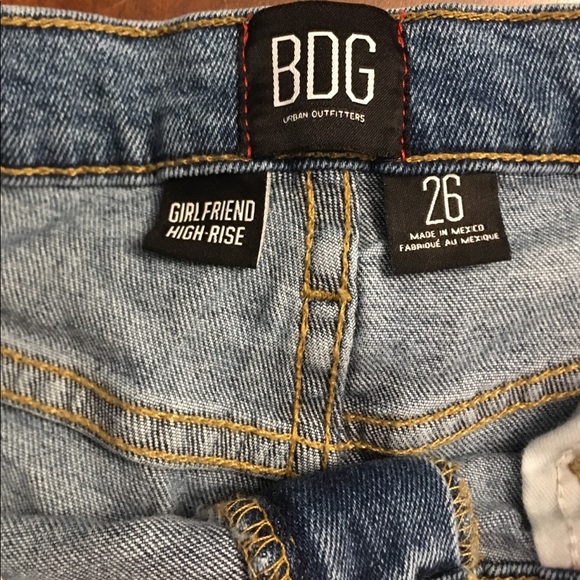 BDG
URBAN OUTFITTERS
GIRLFRIEND
HIGH-RISE
26
MADE IN MEXICO
FABRIQUÉ AU MEXIQUE